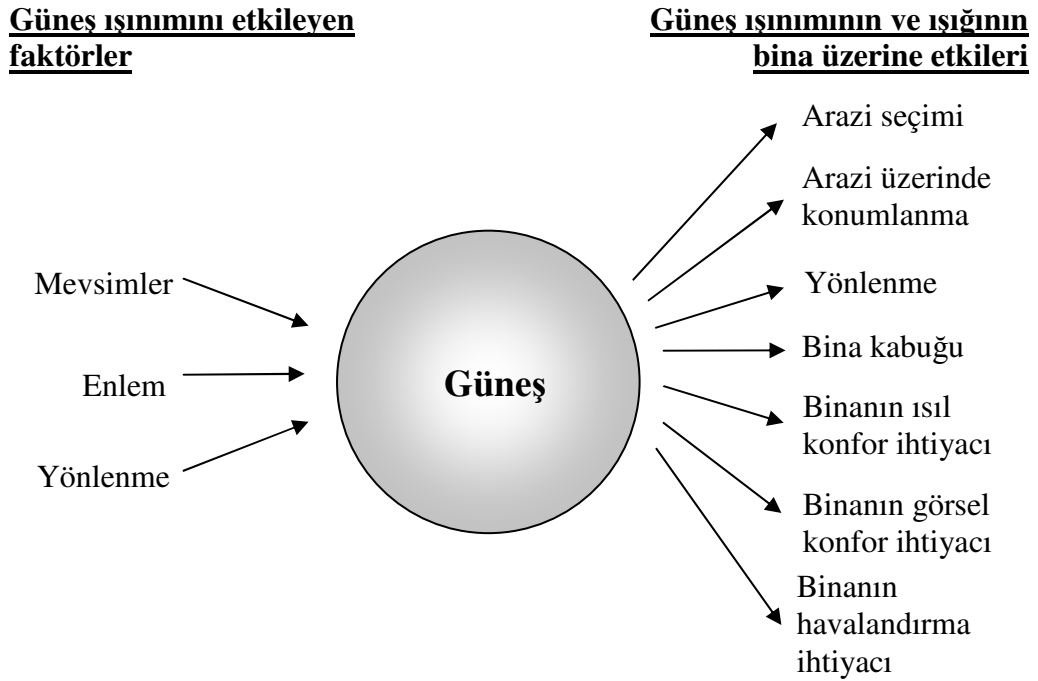 Güneş ışınımını etkileyen
faktörler
Mevsimler
Enlem
Yönlenme
Güneş
Güneş ışınımının ve ışığının
bina üzerine etkileri
Arazi seçimi
Arazi üzerinde
konumlanma
Yönlenme
Bina kabuğu
Binanın ısıl
konfor ihtiyacı
Binanın görsel
konfor ihtiyacı
Binanın
havalandırma
ihtiyacı